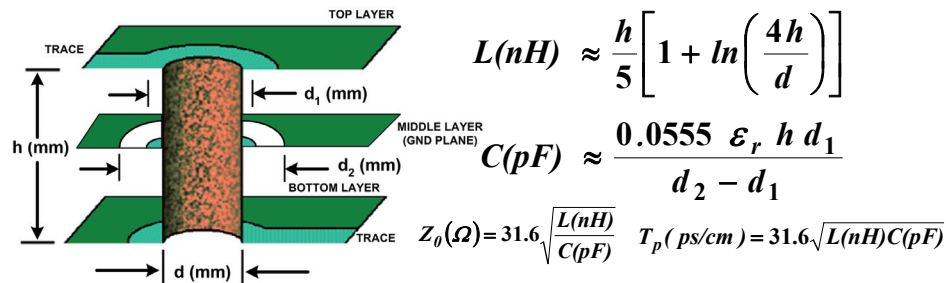 TOP LAYER
TRACE
d₁ (mm)
h (mm)
MIDDLE LAYER
(GND PLANE)
d₂ (mm)
BOTTOM LAYER
TRACE
d (mm)
L(nH) ≈ h/5 [ 1 + ln( 4h/d ) ]
C(pF) ≈ 0.0555 εᵣ h d₁ / d₂ − d₁
Z₀(Ω) = 31.6 √ L(nH)/C(pF) Tₚ(ps/cm) = 31.6 √ L(nH)C(pF)